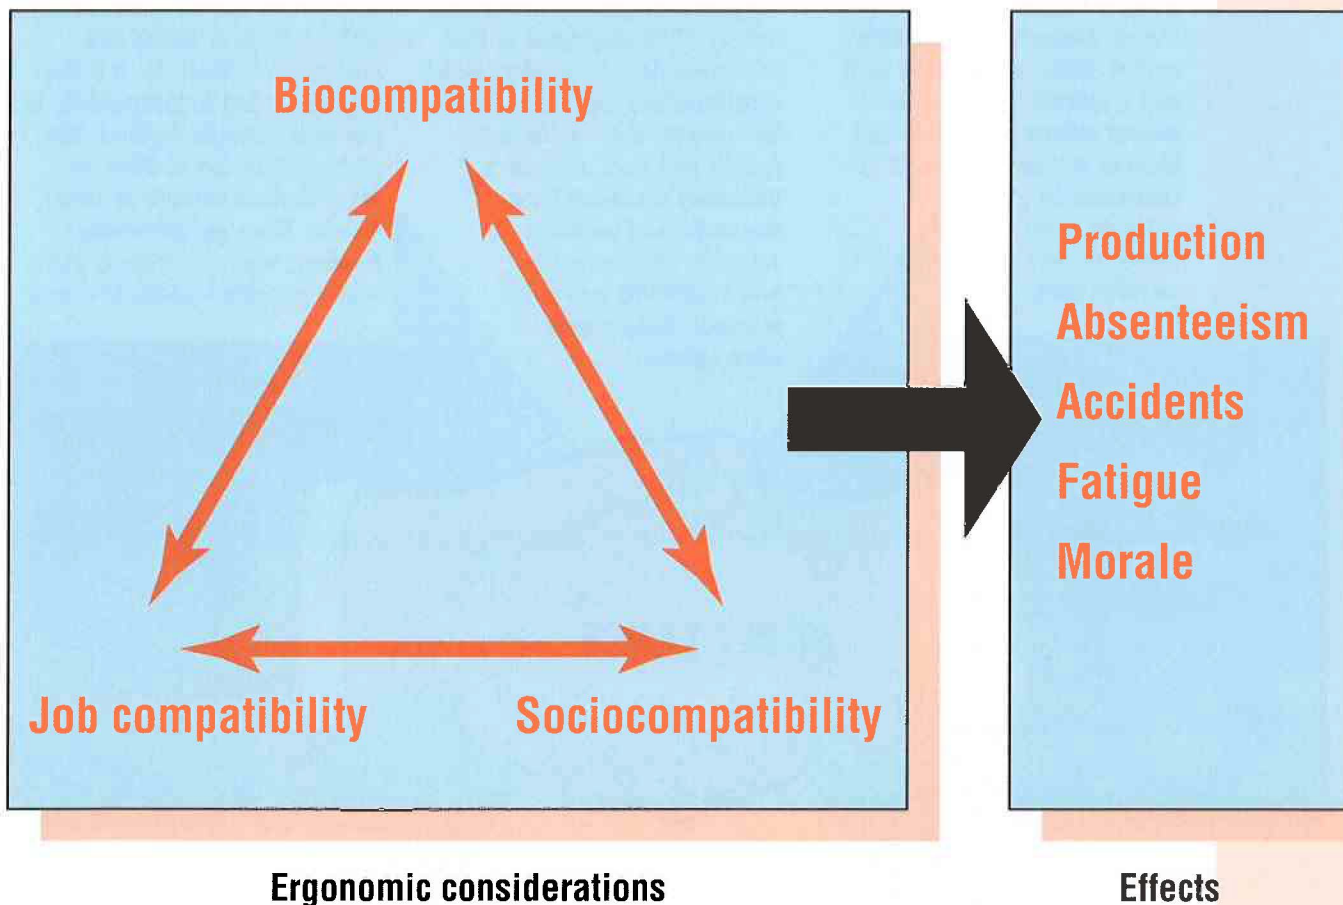 Biocompatibility
Job compatibility
Sociocompatibility
Ergonomic considerations
Production
Absenteeism
Accidents
Fatigue
Morale
Effects